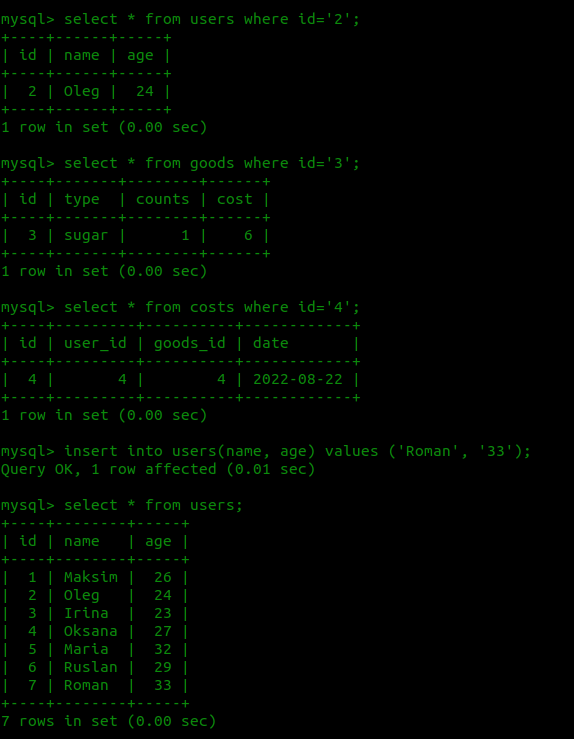 mysql> select * from users where id='2';
+----+------+-----+
| id | name | age |
+----+------+-----+
|  2 | Oleg |  24 |
+----+------+-----+
1 row in set (0.00 sec)

mysql> select * from goods where id='3';
+----+-------+--------+------+
| id | type  | counts | cost |
+----+-------+--------+------+
|  3 | sugar |      1 |    6 |
+----+-------+--------+------+
1 row in set (0.00 sec)

mysql> select * from costs where id='4';
+----+---------+----------+------------+
| id | user_id | goods_id | date       |
+----+---------+----------+------------+
|  4 |       4 |        4 | 2022-08-22 |
+----+---------+----------+------------+
1 row in set (0.00 sec)

mysql> insert into users(name, age) values ('Roman', '33');
Query OK, 1 row affected (0.01 sec)

mysql> select * from users;
+----+--------+-----+
| id | name   | age |
+----+--------+-----+
|  1 | Maksim |  26 |
|  2 | Oleg   |  24 |
|  3 | Irina  |  23 |
|  4 | Oksana |  27 |
|  5 | Maria  |  32 |
|  6 | Ruslan |  29 |
|  7 | Roman  |  33 |
+----+--------+-----+
7 rows in set (0.00 sec)